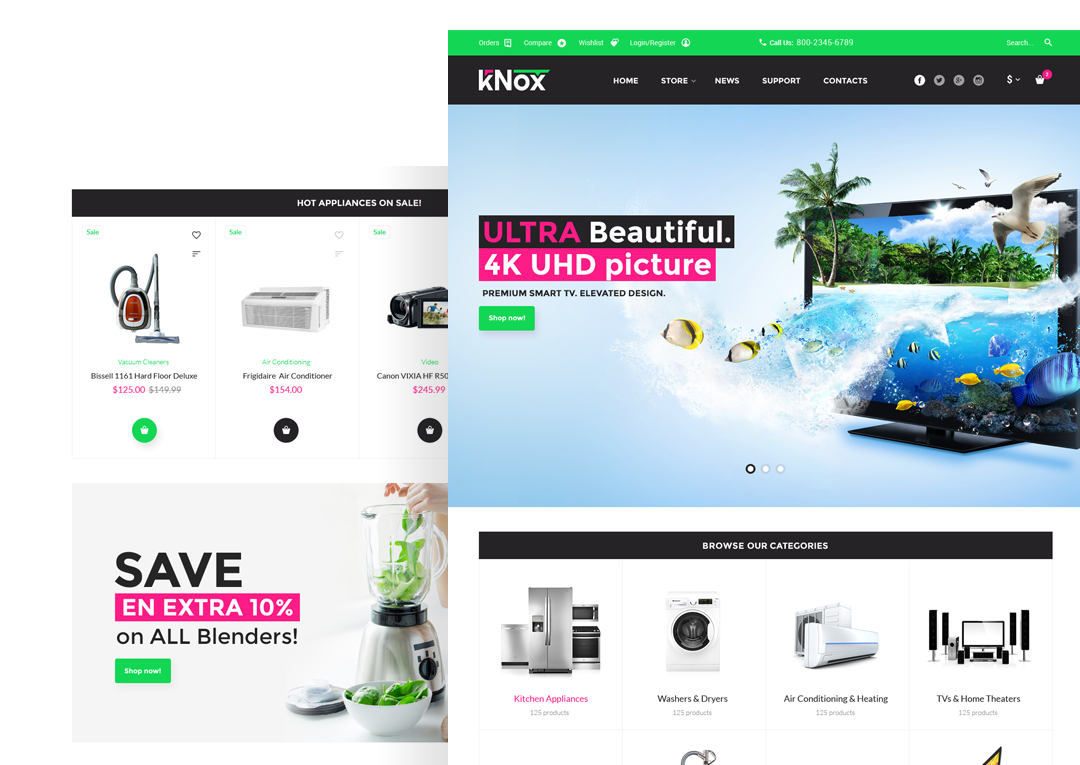 Orders Compare Wishlist Login/Register Call Us: 800-2345-6789 Search...
kNox HOME STORE NEWS SUPPORT CONTACTS $ 2
ULTRA Beautiful.
4K UHD picture
PREMIUM SMART TV. ELEVATED DESIGN.
Shop now!
HOT APPLIANCES ON SALE!
Sale Sale Sale
Vacuum Cleaners Air Conditioning Video
Bissell 1161 Hard Floor Deluxe Frigidaire Air Conditioner Canon VIXIA HF R50
$125.00 $149.99 $154.00 $245.99
SAVE
EN EXTRA 10%
on ALL Blenders!
Shop now!
BROWSE OUR CATEGORIES
Kitchen Appliances Washers & Dryers Air Conditioning & Heating TVs & Home Theaters
125 products 125 products 125 products 125 products